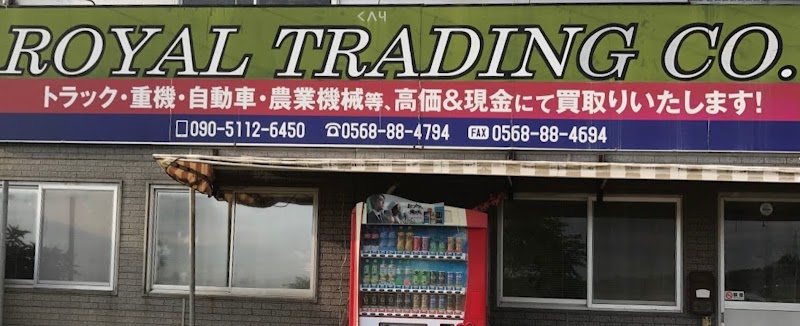 ROYAL TRADING CO.
トラック・重機・自動車・農業機械等、高価&現金にて買取りいたします!
090-5112-6450 ☎0568-88-4794 FAX 0568-88-4694